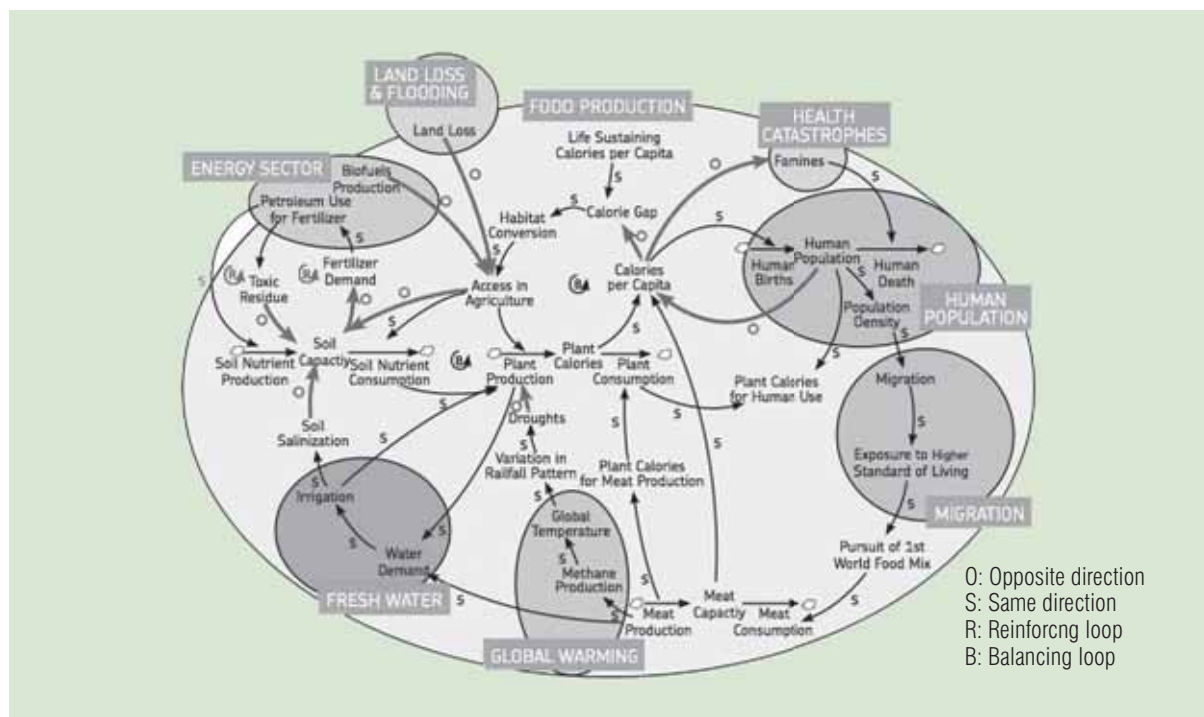 LAND LOSS
& FLOODING
Land Loss
FOOD PRODUCTION
Life Sustaining
Calories per Capita
HEALTH
CATASTROPHES
Famines
O
O
S
O
ENERGY SECTOR
Biofuels
Production
Petroleum Use
for Fertilizer
O
Habitat
Conversion
S
Calorie Gap
S
S
O
S
S
Human
Population
Human
Births
Human
Death
S
S
Population
Density
HUMAN
POPULATION
S
R
Toxic
Residue
R
Fertilizer
Demand
O
O
Access in
Agriculture
B
Calories
per Capita
O
O
S
S
S
S
Soil
Capactiy
Soil Nutrient
Production
Soil Nutrient
Consumption
B
Plant
Production
Plant
Calories
Plant
Consumption
Plant Calories
for Human Use
Migration
O
S
O
S
S
Droughts
Soil
Salinization
S
S
S
Variation in
Railfall Pattern
Plant Calories
for Meat Production
S
Exposure to Higher
Standard of Living
MIGRATION
S
Irrigation
S
Global
Temperature
S
S
Water
Demand
S
FRESH WATER
S
Methane
Production
S
Pursuit of 1st
World Food Mix
S
S
Meat
Production
Meat
Capactiy
Meat
Consumption
GLOBAL WARMING
O: Opposite direction
S: Same direction
R: Reinforcng loop
B: Balancing loop